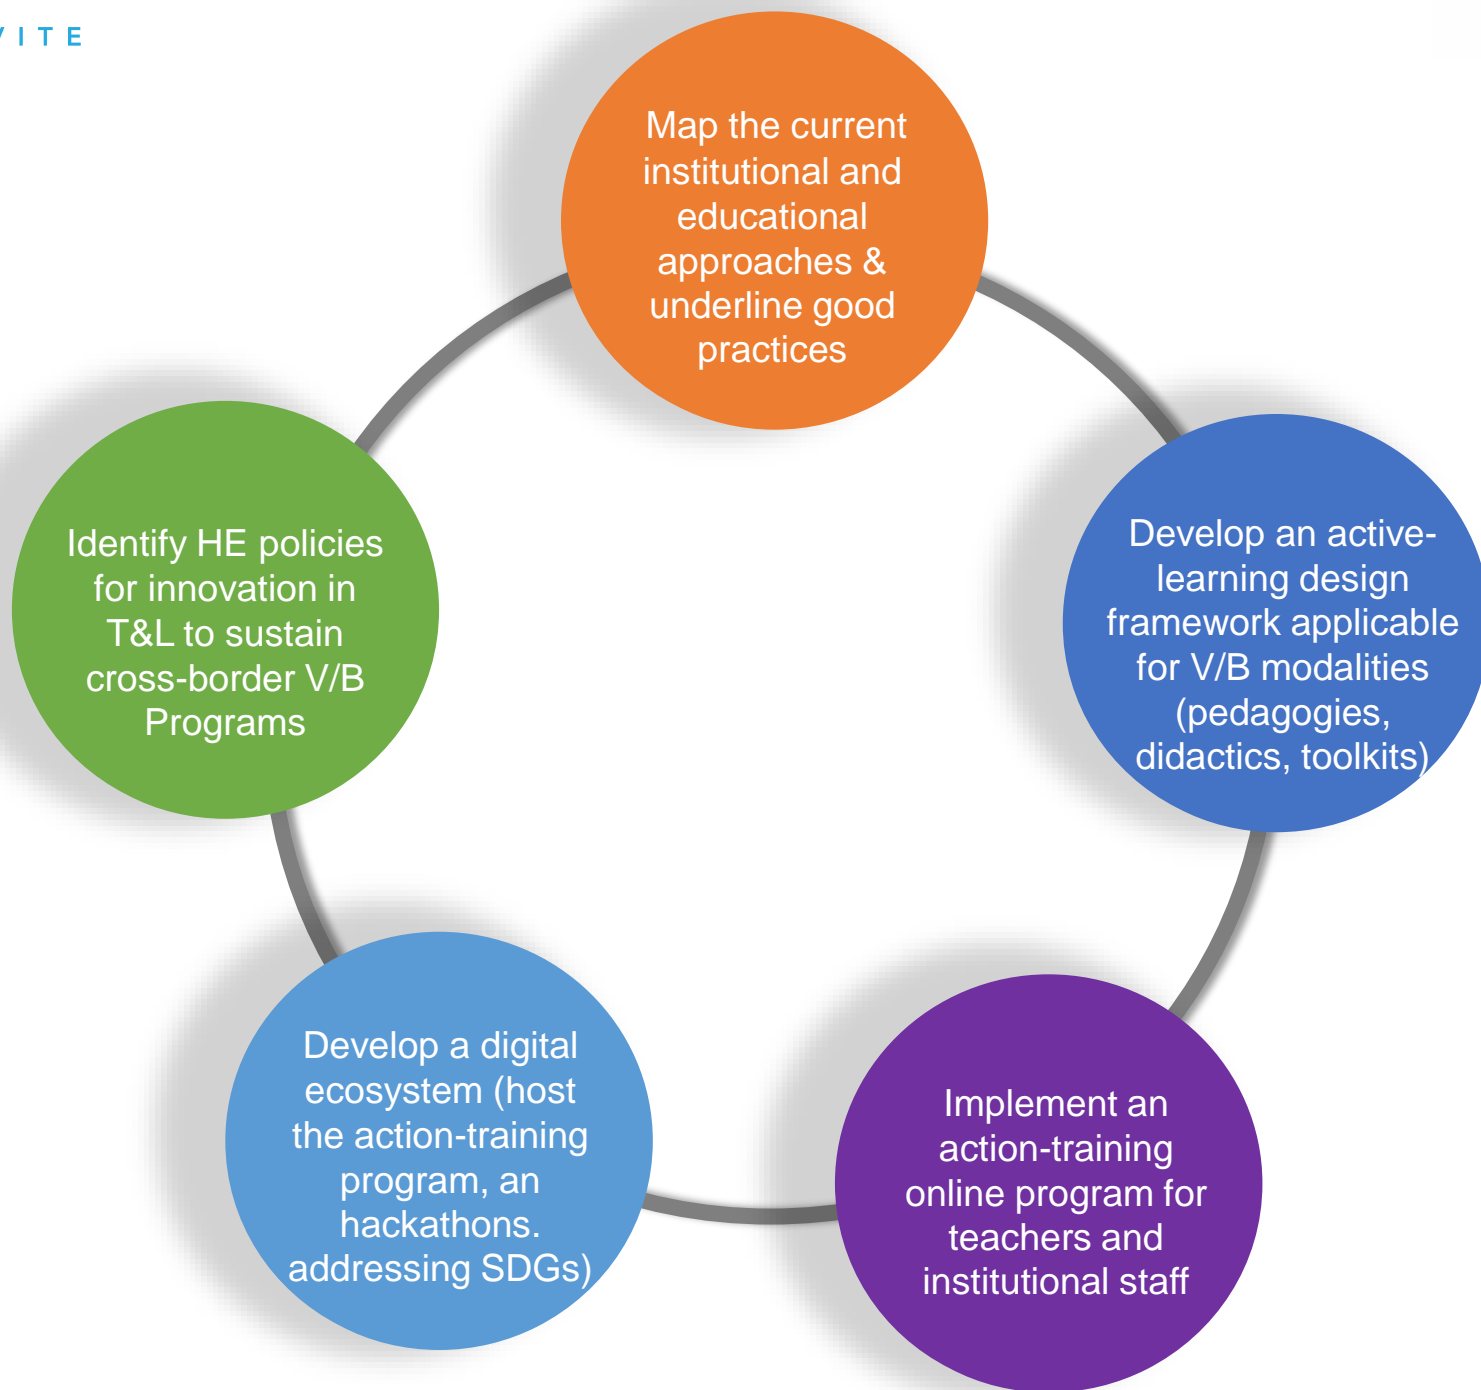 VITE
Map the current
institutional and
educational
approaches &
underline good
practices
Develop an active-
learning design
framework applicable
for V/B modalities
(pedagogies,
didactics, toolkits)
Implement an
action-training
online program for
teachers and
institutional staff
Develop a digital
ecosystem (host
the action-training
program, an
hackathons.
addressing SDGs)
Identify HE policies
for innovation in
T&L to sustain
cross-border V/B
Programs